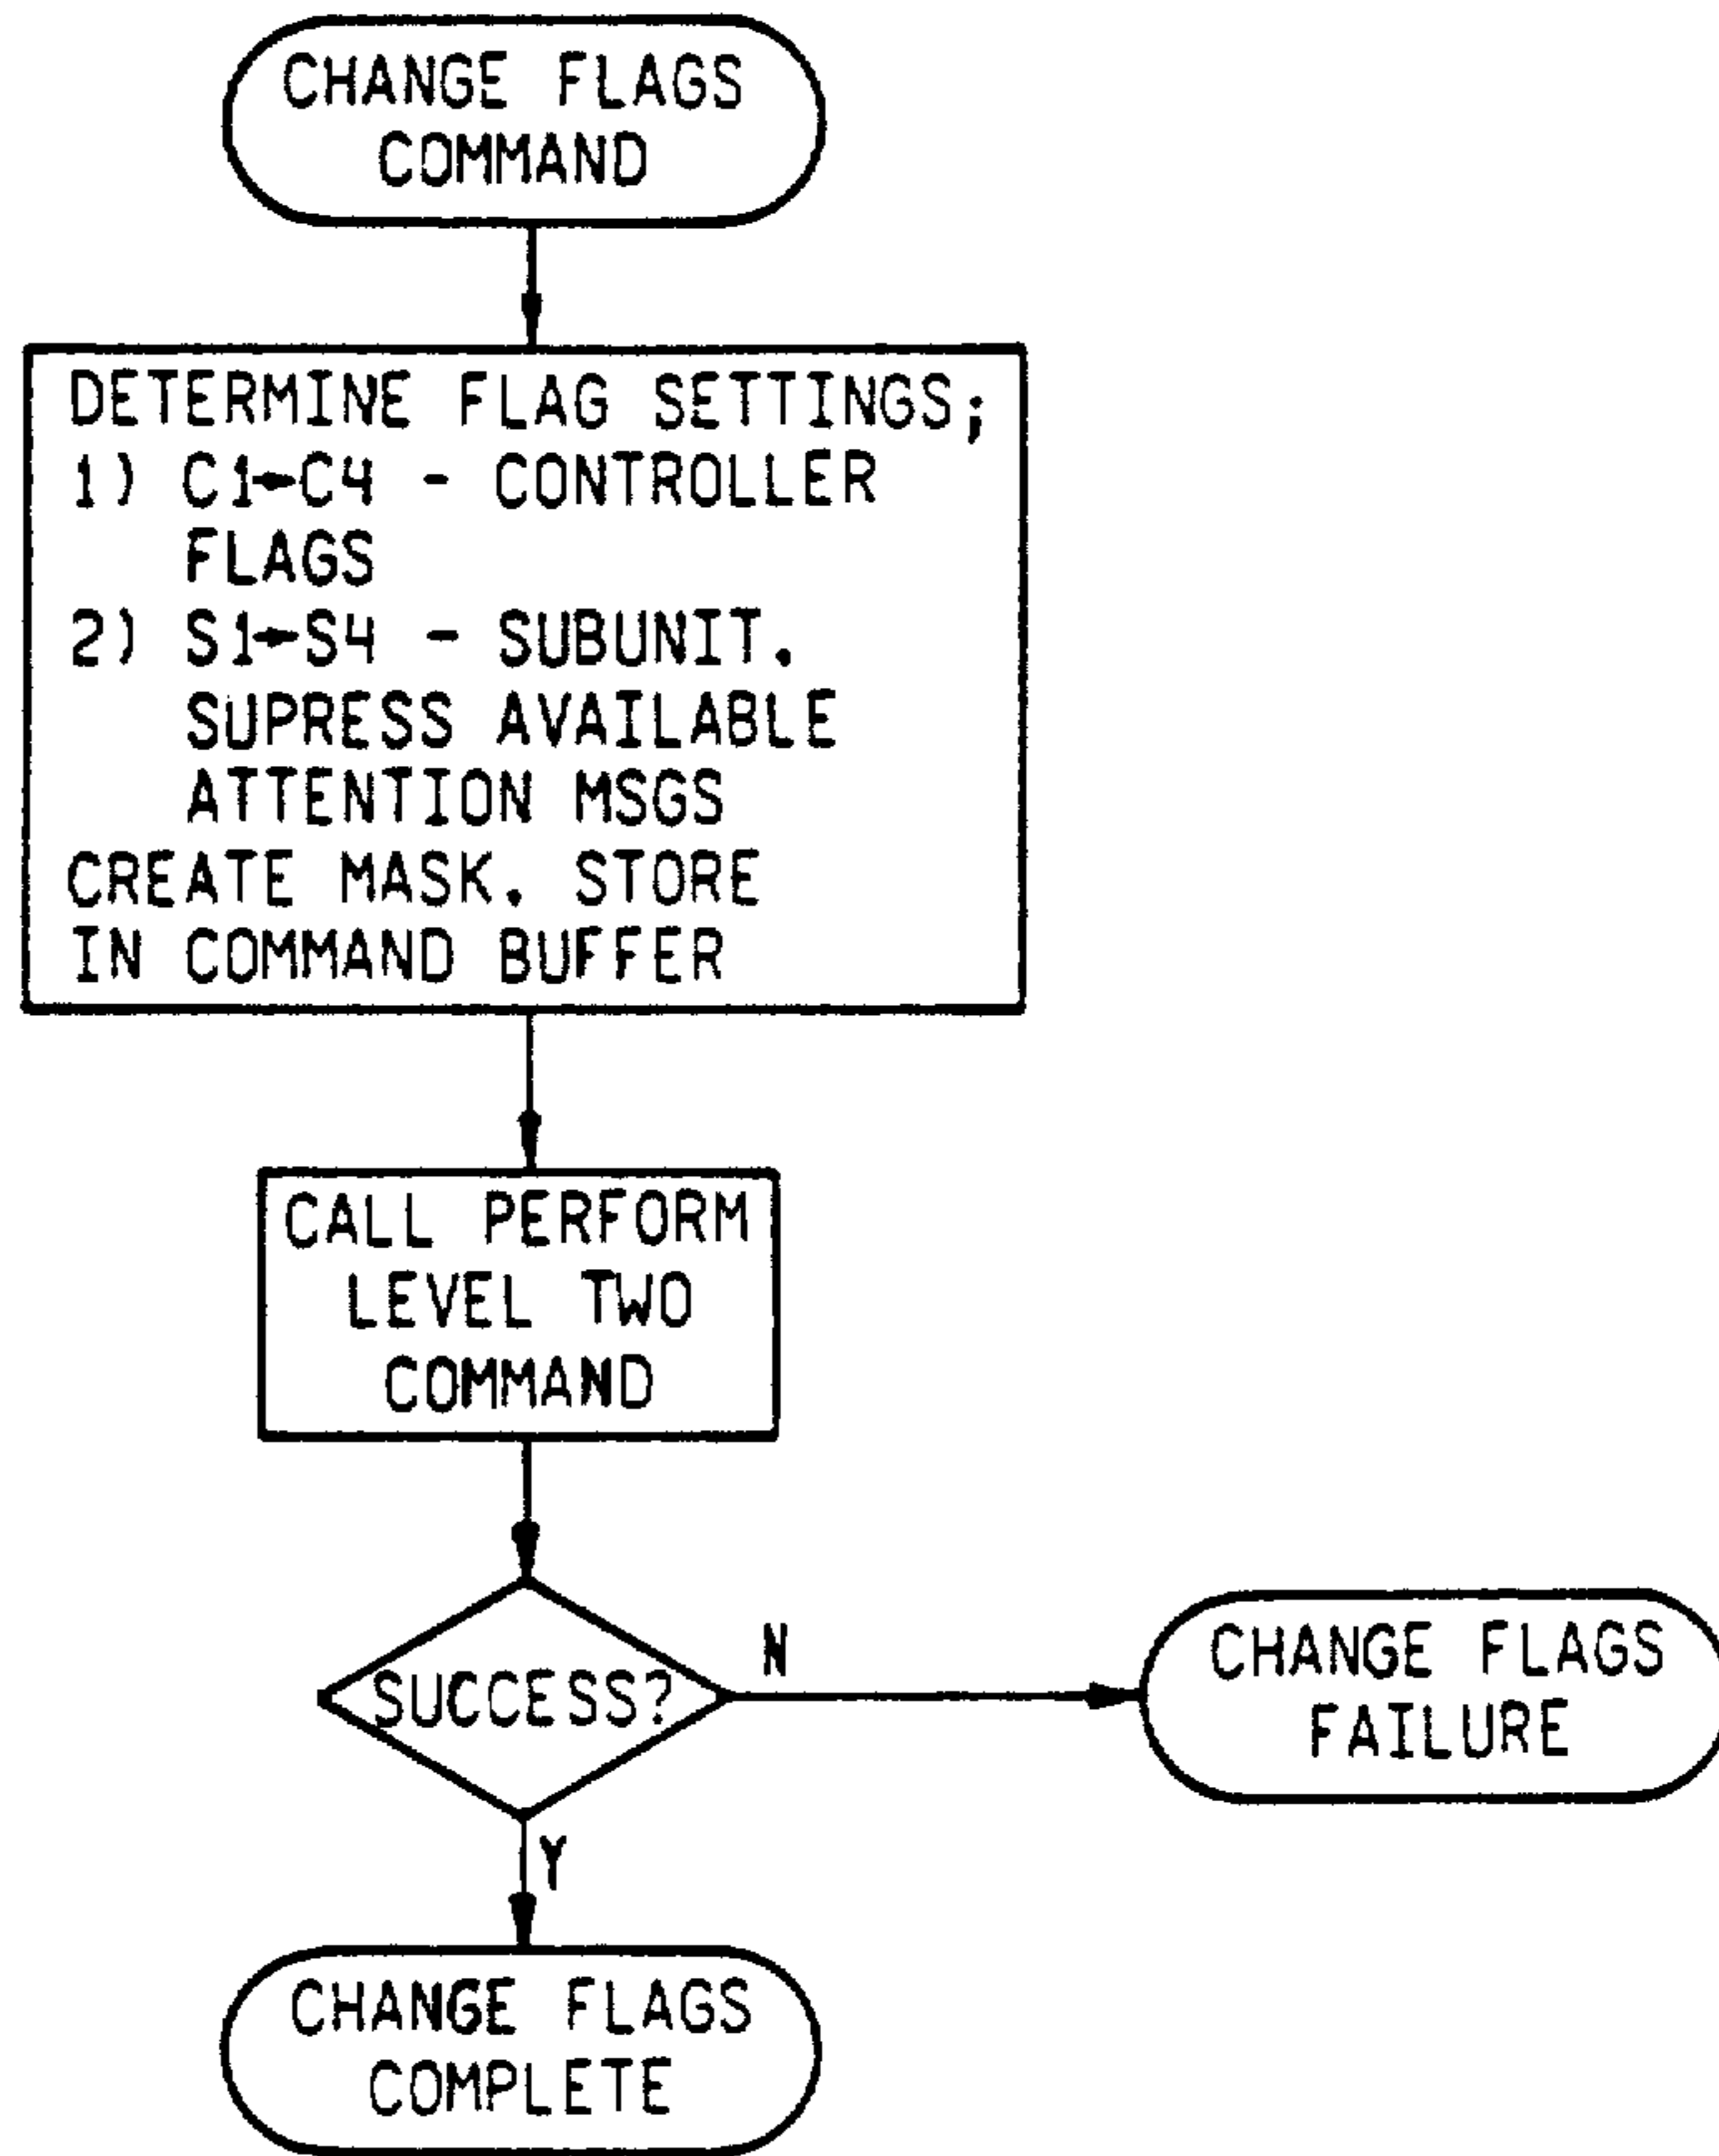 CHANGE FLAGS
COMMAND
DETERMINE FLAG SETTINGS;
1) C1→C4 - CONTROLLER
FLAGS
2) S1→S4 - SUBUNIT.
SUPRESS AVAILABLE
ATTENTION MSGS
CREATE MASK. STORE
IN COMMAND BUFFER
CALL PERFORM
LEVEL TWO
COMMAND
SUCCESS?
N
CHANGE FLAGS
FAILURE
Y
CHANGE FLAGS
COMPLETE